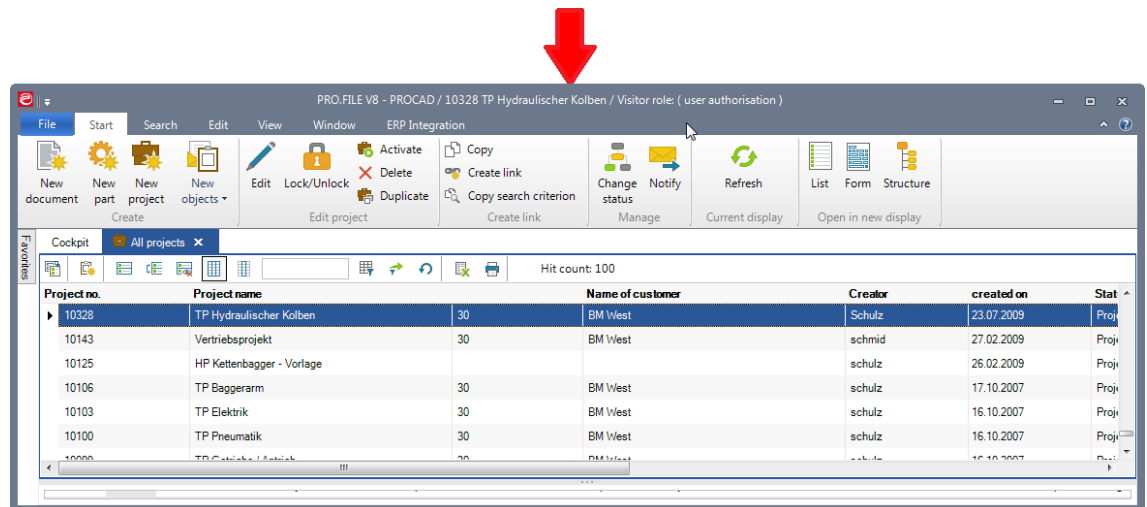 PRO.FILE V8 - PROCAD / 10328 TP Hydraulischer Kolben / Visitor role: ( user authorisation )
File Start Search Edit View Window ERP Integration
Activate Copy
Delete Create link
New document New part New project New objects Edit Lock/Unlock Duplicate Copy search criterion Change status Notify Refresh List Form Structure
Create Edit project Create link Manage Current display Open in new display
Favorites
Cockpit All projects
Hit count: 100
Project no. Project name Name of customer Creator created on Stat
10328 TP Hydraulischer Kolben 30 BM West Schulz 23.07.2009
10143 Vertriebsprojekt 30 BM West schmid 27.02.2009
10125 HP Kettenbagger - Vorlage schulz 26.02.2009
10106 TP Baggerarm 30 BM West schulz 17.10.2007
10103 TP Elektrik 30 BM West schulz 16.10.2007
10100 TP Pneumatik 30 BM West schulz 16.10.2007